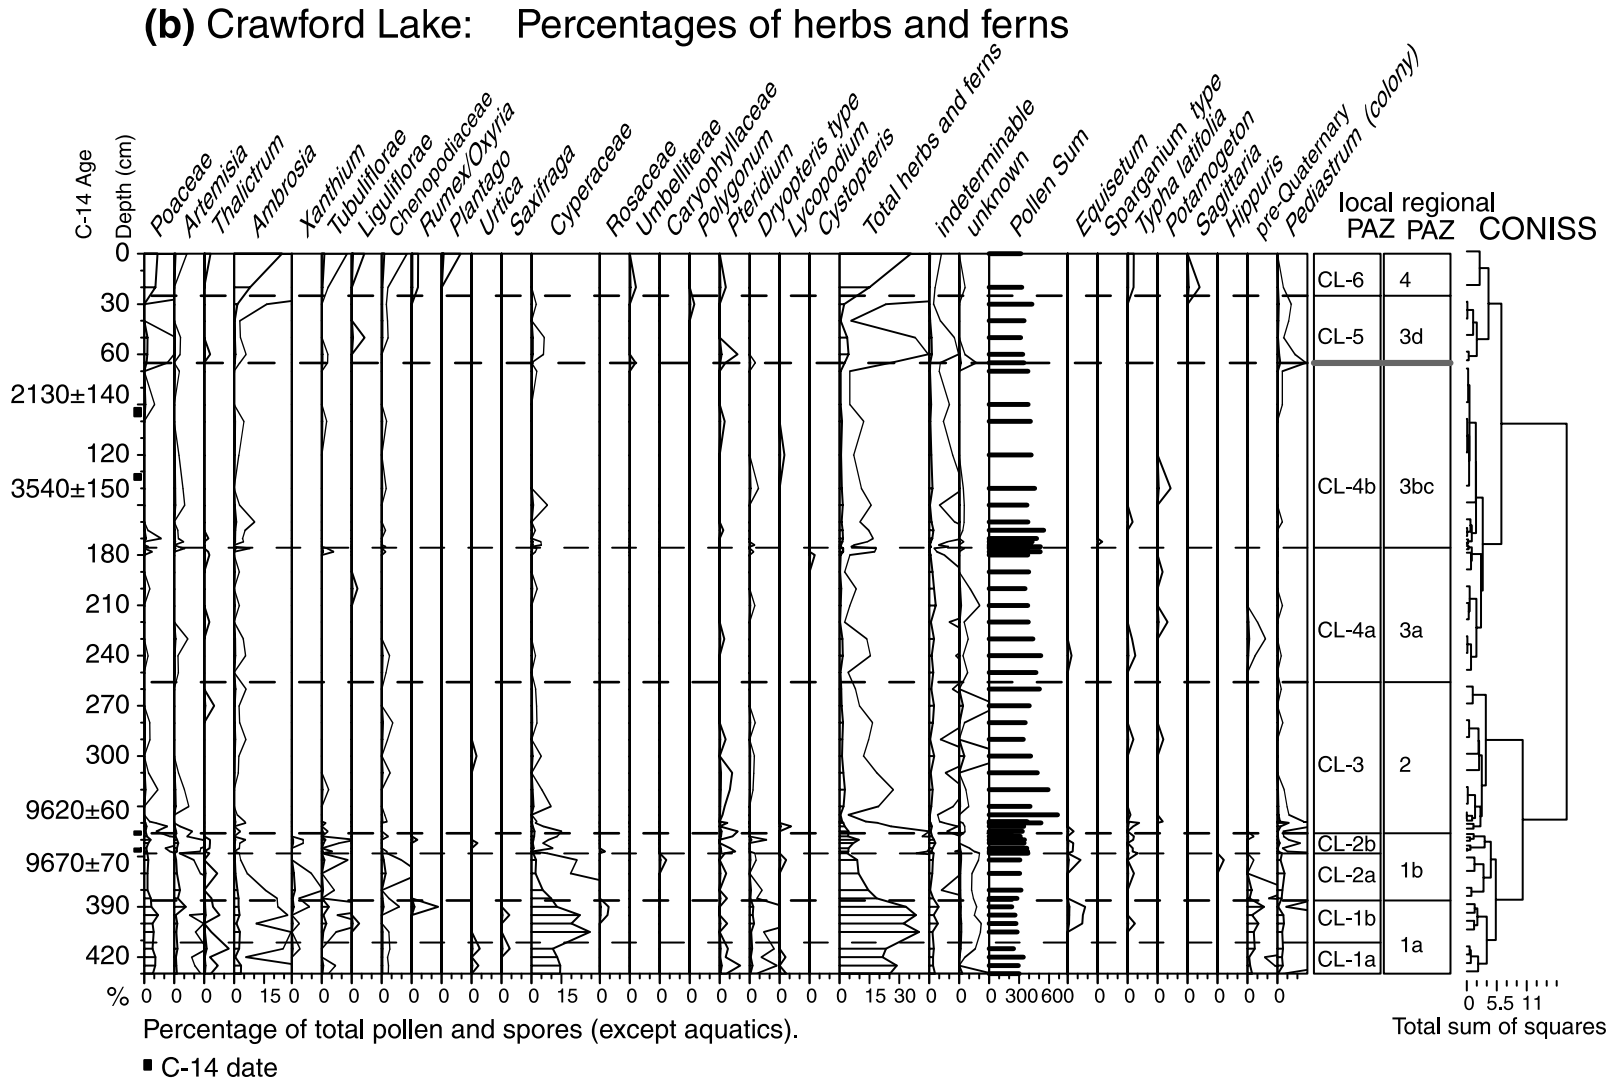 (b) Crawford Lake: Percentages of herbs and ferns
C-14 Age
Depth (cm)
Poaceae
Artemisia
Thalictrum
Ambrosia
Xanthium
Tubuliflorae
Liguliflorae
Chenopodiaceae
Rumex/Oxyria
Plantago
Urtica
Saxifraga
Cyperaceae
Rosaceae
Umbelliferae
Caryophyllaceae
Polygonum
Pteridium
Dryopteris type
Lycopodium
Cystopteris
Total herbs and ferns
indeterminable
unknown
Pollen Sum
Equisetum
Sparganium type
Typha latifolia
Potamogeton
Sagittaria
Hippuris
pre-Quaternary
Pediastrum (colony)
local regional
PAZ PAZ CONISS
0
CL-6 4
30
CL-5 3d
60
2130±140
120
3540±150
CL-4b 3bc
150
180
210
CL-4a 3a
240
270
300
CL-3 2
9620±60
360
CL-2b
9670±70
CL-2a 1b
390
CL-1b
1a
420
CL-1a
% 0 0 0 0 15 0 0 0 0 0 0 0 0 0 15 0 0 0 0 0 0 0 0 0 15 30 0 0 0 300 600 0 0 0 0 0 0 0 0
0 5.5 11
Total sum of squares
Percentage of total pollen and spores (except aquatics).
C-14 date